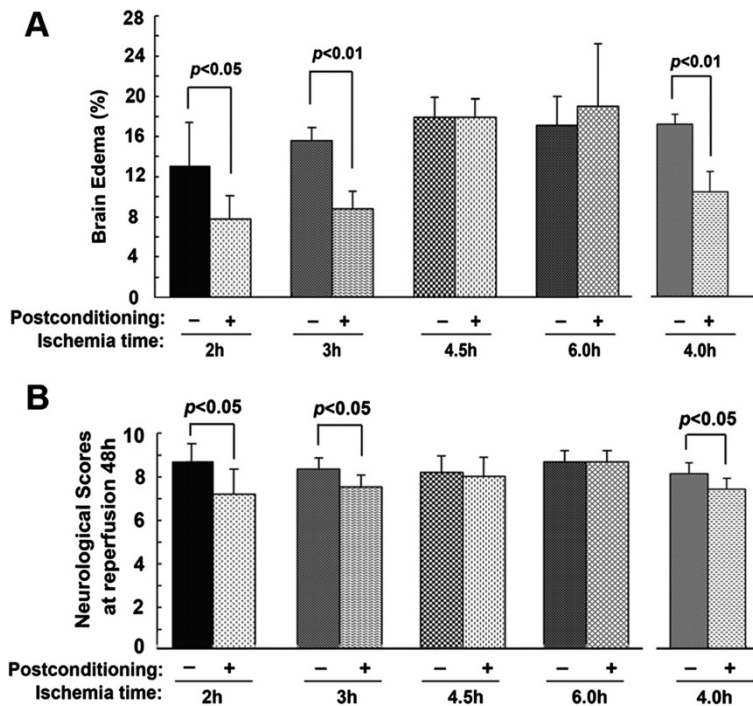 A
28
24
20
16
12
8
4
0
Brain Edema (%)
p<0.05
p<0.01
p<0.01
Postconditioning: – + – + – + – + – +
Ischemia time: 2h 3h 4.5h 6.0h 4.0h
B
10
8
6
4
2
0
Neurological Scores
at reperfusion 48h
p<0.05
p<0.05
p<0.05
Postconditioning: – + – + – + – + – +
Ischemia time: 2h 3h 4.5h 6.0h 4.0h